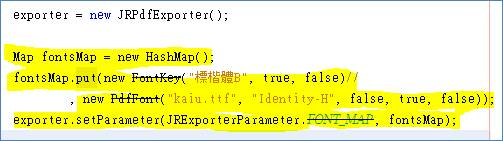 exporter = new JRPdfExporter();
Map fontsMap = new HashMap();
fontsMap.put(new FontKey("標楷體B", true, false)//
, new PdfFont("kaiu.ttf", "Identity-H", false, true, false));
exporter.setParameter(JRExporterParameter.FONT_MAP, fontsMap);